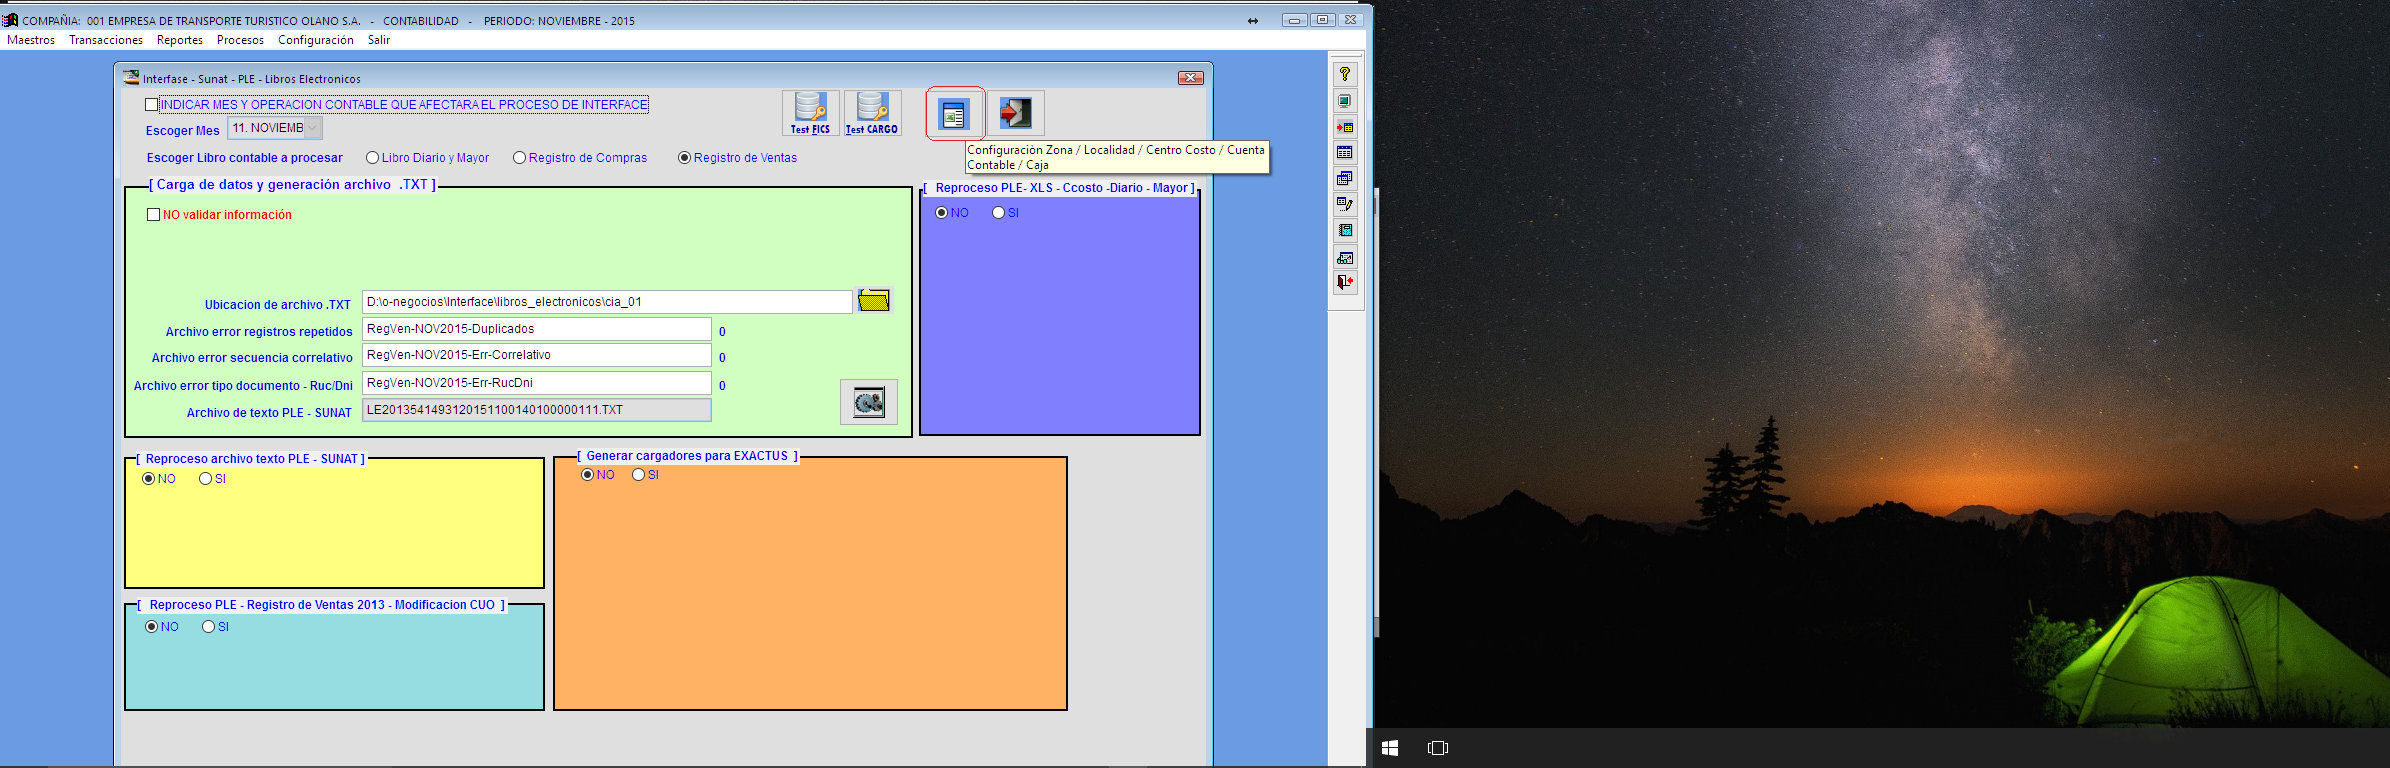 COMPAÑIA:  001 EMPRESA DE TRANSPORTE TURISTICO OLANO S.A.   -   CONTABILIDAD   -   PERIODO: NOVIEMBRE - 2015
Maestros   Transacciones   Reportes   Procesos   Configuración   Salir
Interfase - Sunat - PLE - Libros Electronicos
INDICAR MES Y OPERACION CONTABLE QUE AFECTARA EL PROCESO DE INTERFACE
Escoger Mes   11. NOVIEMB
Test FICS   Test CARGO
Escoger Libro contable a procesar   Libro Diario y Mayor   Registro de Compras   Registro de Ventas
Configuraciòn Zona / Localidad / Centro Costo / Cuenta
Contable / Caja
[ Carga de datos y generación archivo  .TXT ]
NO validar información
Ubicacion de archivo .TXT   D:\o-negocios\Interface\libros_electronicos\cia_01
Archivo error registros repetidos   RegVen-NOV2015-Duplicados   0
Archivo error secuencia correlativo   RegVen-NOV2015-Err-Correlativo   0
Archivo error tipo documento - Ruc/Dni   RegVen-NOV2015-Err-RucDni   0
Archivo de texto PLE - SUNAT   LE2013541493120151100140100000111.TXT
[  Reproceso PLE- XLS - Ccosto -Diario - Mayor ]
NO   SI
[  Reproceso archivo texto PLE - SUNAT ]
NO   SI
[  Generar cargadores para EXACTUS  ]
NO   SI
[  Reproceso PLE - Registro de Ventas 2013 - Modificacion CUO  ]
NO   SI